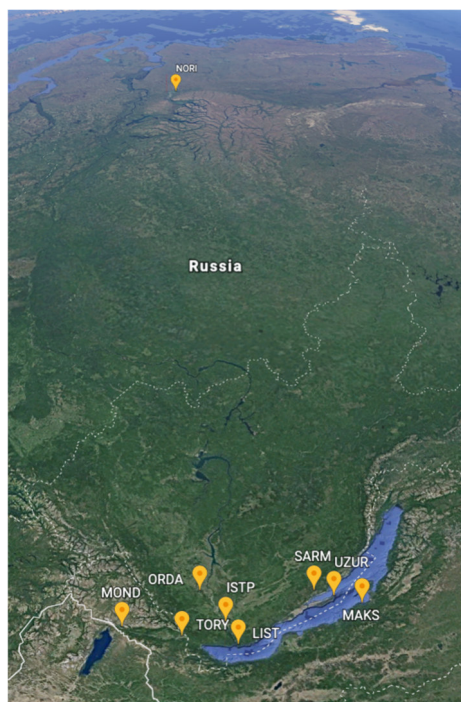 NORI
Russia
SARM
UZUR
ORDA
ISTP
MOND
MAKS
TORY
LIST